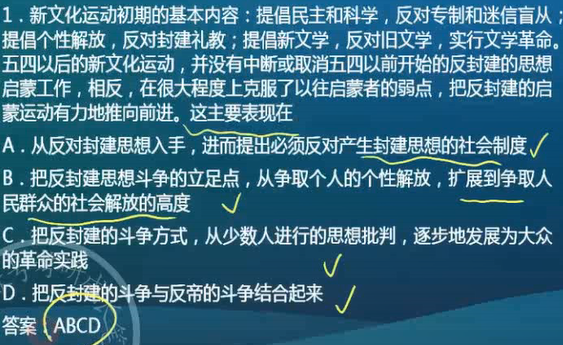 1．新文化运动初期的基本内容：提倡民主和科学，反对专制和迷信盲从；
提倡个性解放，反对封建礼教；提倡新文学，反对旧文学，实行文学革命。
五四以后的新文化运动，并没有中断或取消五四以前开始的反封建的思想
启蒙工作，相反，在很大程度上克服了以往启蒙者的弱点，把反封建的启
蒙运动有力地推向前进。这主要表现在
A．从反对封建思想入手，进而提出必须反对产生封建思想的社会制度
B．把反封建思想斗争的立足点，从争取个人的个性解放，扩展到争取人
民群众的社会解放的高度
C．把反封建的斗争方式，从少数人进行的思想批判，逐步地发展为大众
的革命实践
D．把反封建的斗争与反帝的斗争结合起来
答案：ABCD